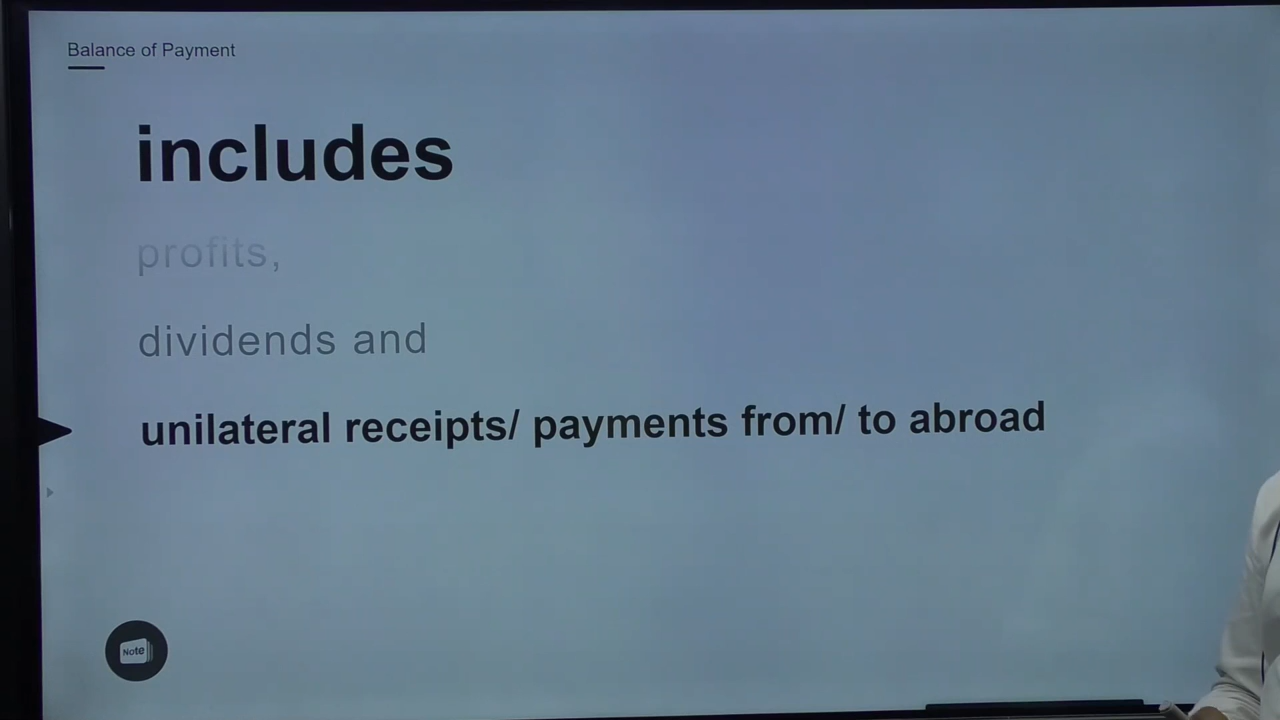 Balance of Payment
includes
profits,
dividends and
unilateral receipts/ payments from/ to abroad
Note